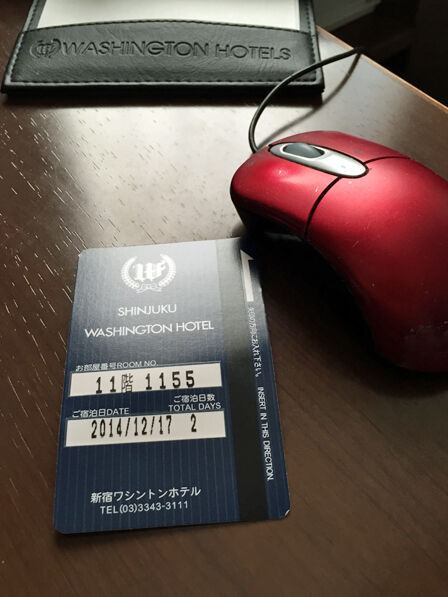 WASHINGTON HOTELS
SHINJUKU
WASHINGTON HOTEL
お部屋番号ROOM NO.
11階 1155
ご宿泊日数
ご宿泊日DATE TOTAL DAYS
2014/12/17 2
新宿ワシントンホテル
TEL(03)3343-3111
INSERT IN THIS DIRECTION